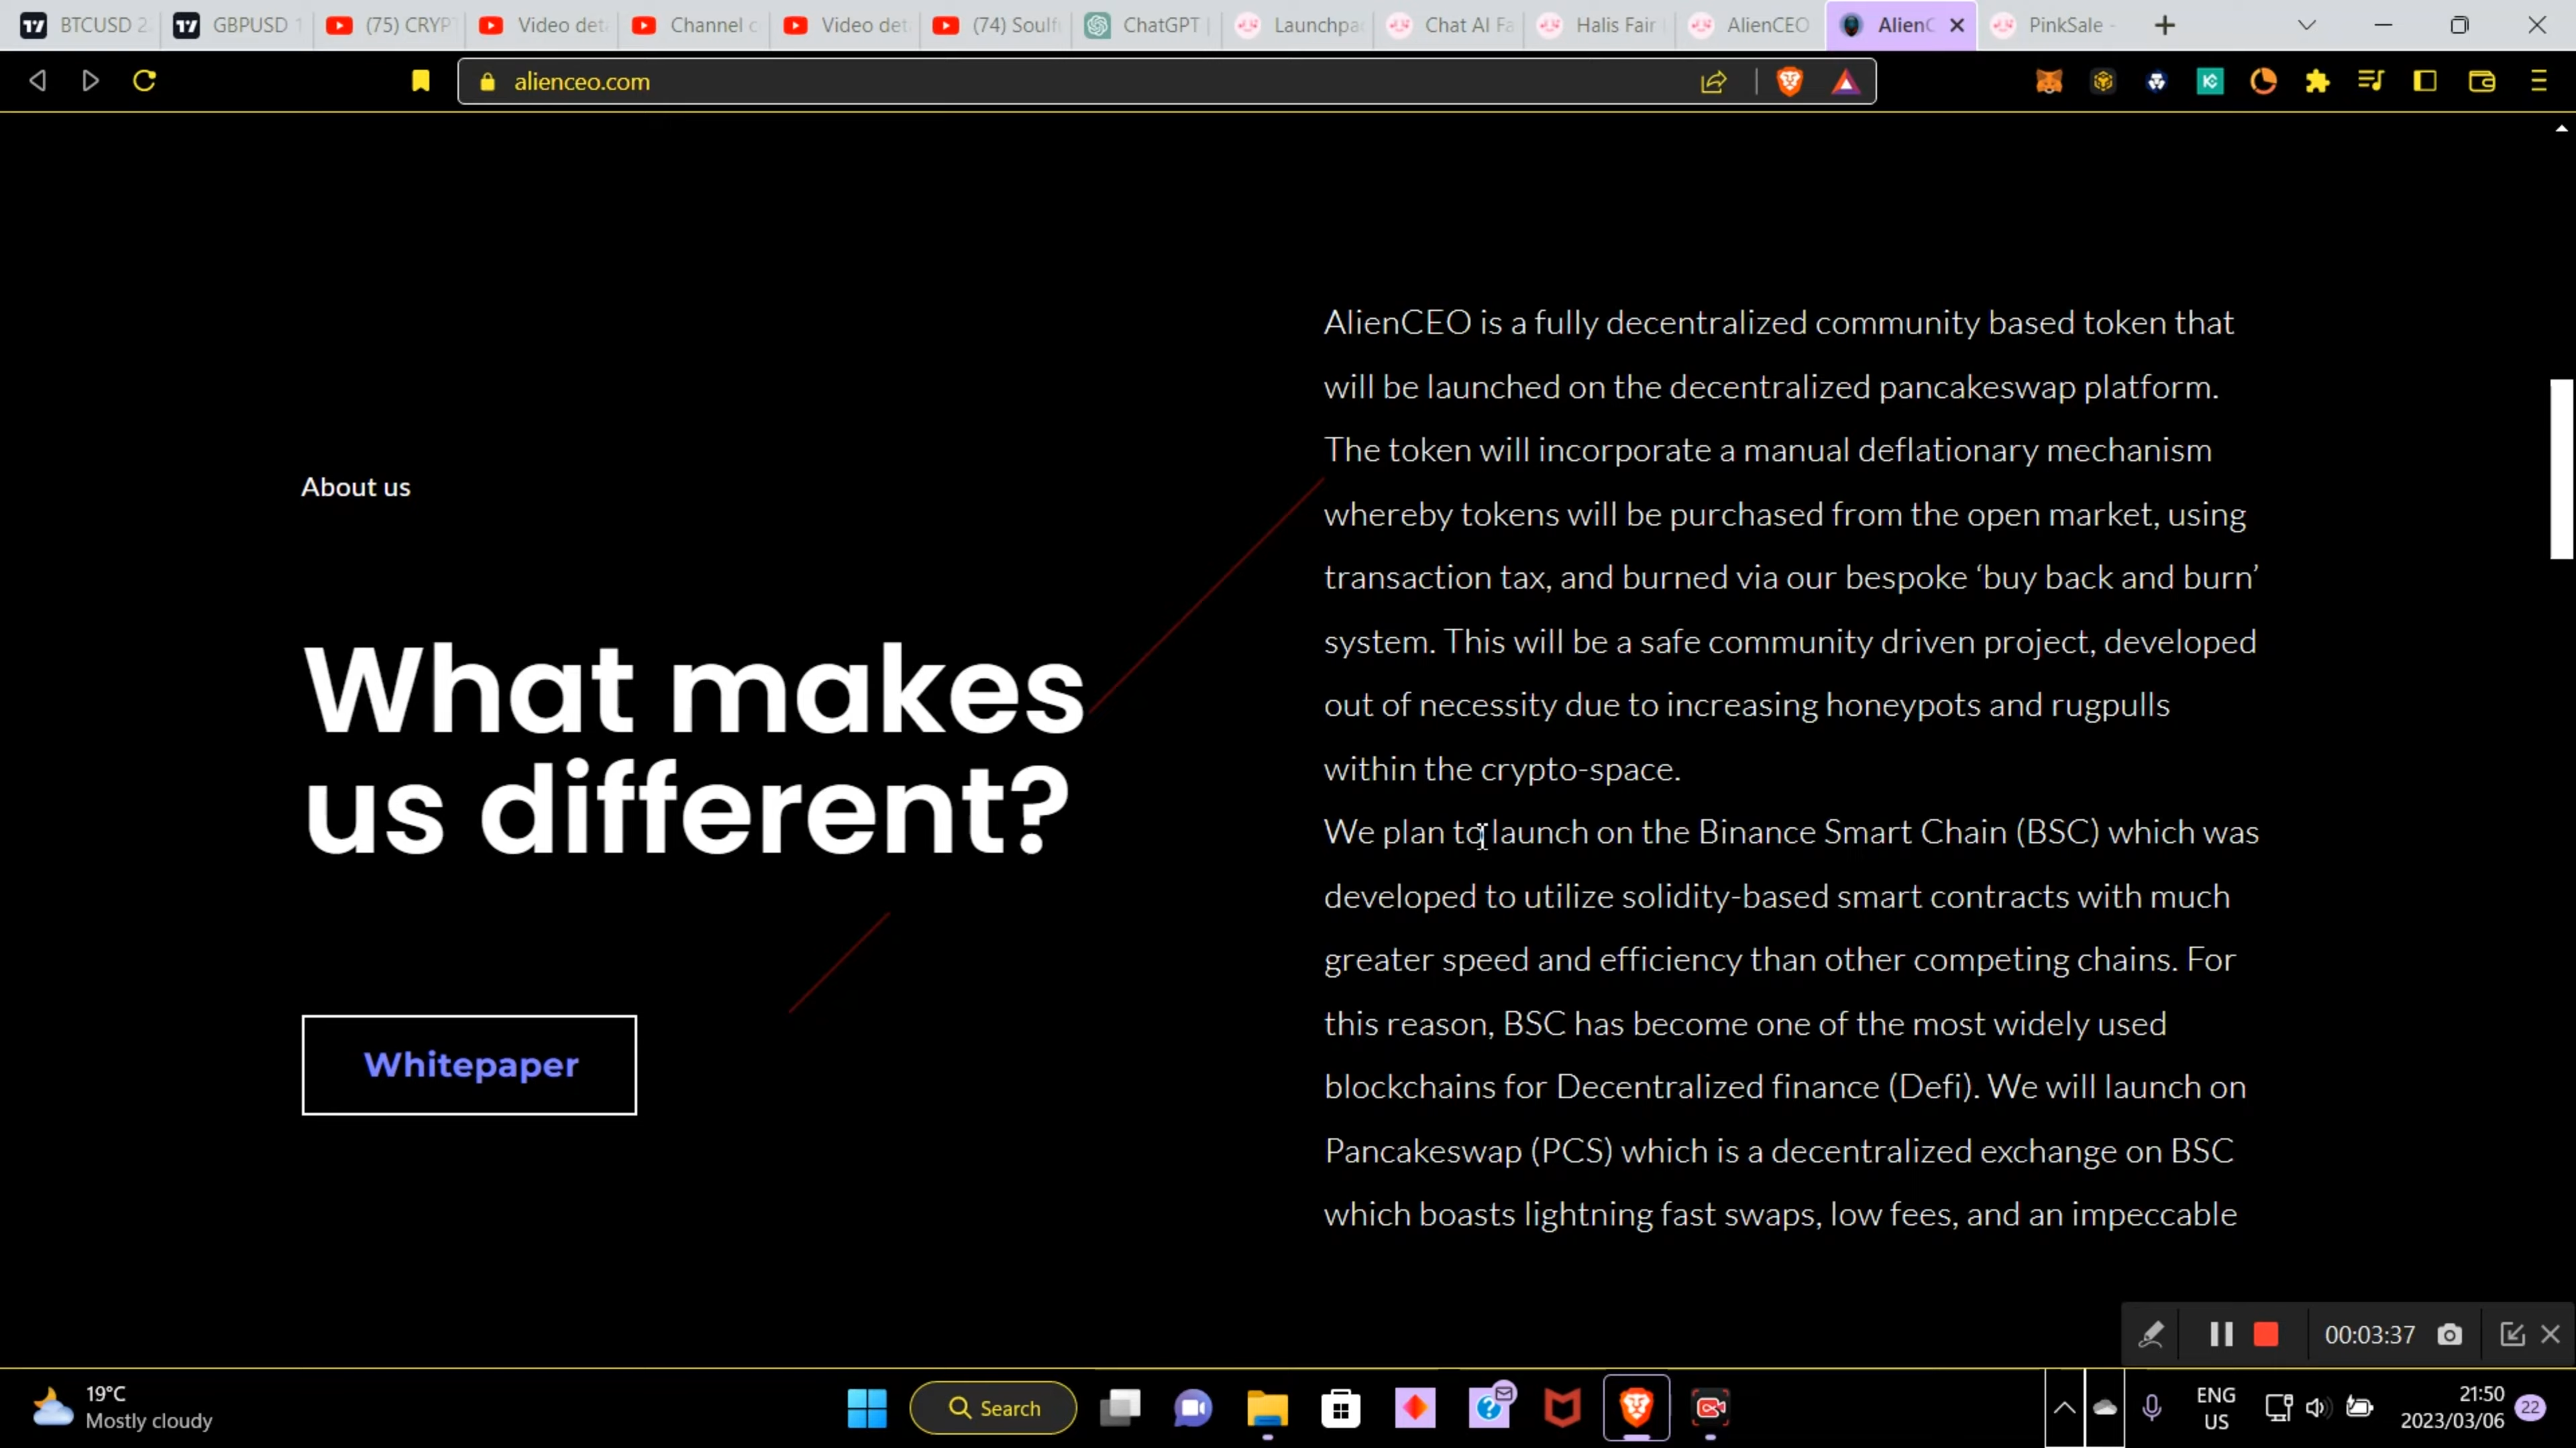 BTCUSD 2
GBPUSD 1
(75) CRYP
Video deta
Channel c
Video det
(74) Soulf
ChatGPT
Launchpa
Chat AI Fa
Halis Fair
AlienCEO
AlienC
PinkSale -
alienceo.com
About us
What makes
us different?
Whitepaper
AlienCEO is a fully decentralized community based token that
will be launched on the decentralized pancakeswap platform.
The token will incorporate a manual deflationary mechanism
whereby tokens will be purchased from the open market, using
transaction tax, and burned via our bespoke ‘buy back and burn’
system. This will be a safe community driven project, developed
out of necessity due to increasing honeypots and rugpulls
within the crypto-space.
We plan to launch on the Binance Smart Chain (BSC) which was
developed to utilize solidity-based smart contracts with much
greater speed and efficiency than other competing chains. For
this reason, BSC has become one of the most widely used
blockchains for Decentralized finance (Defi). We will launch on
Pancakeswap (PCS) which is a decentralized exchange on BSC
which boasts lightning fast swaps, low fees, and an impeccable
00:03:37
19°C
Mostly cloudy
Search
ENG
US
21:50
2023/03/06
22